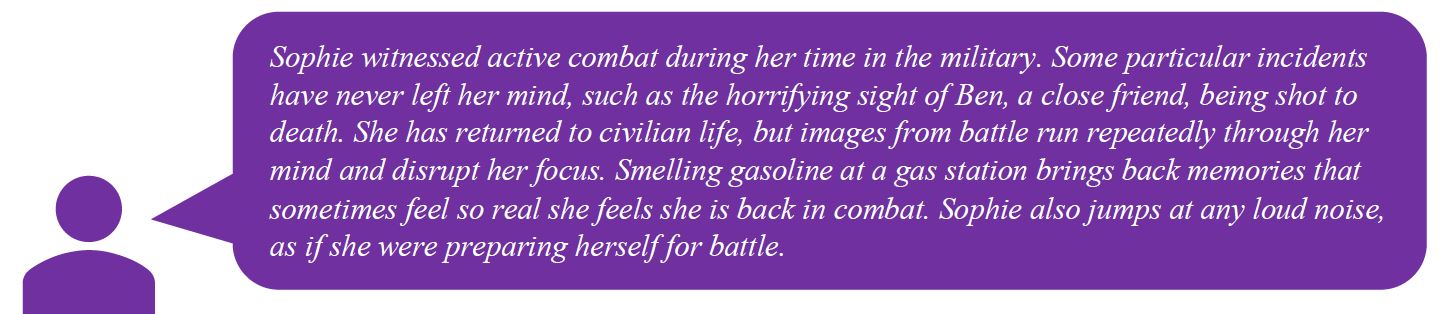 Sophie witnessed active combat during her time in the military. Some particular incidents
have never left her mind, such as the horrifying sight of Ben, a close friend, being shot to
death. She has returned to civilian life, but images from battle run repeatedly through her
mind and disrupt her focus. Smelling gasoline at a gas station brings back memories that
sometimes feel so real she feels she is back in combat. Sophie also jumps at any loud noise,
as if she were preparing herself for battle.